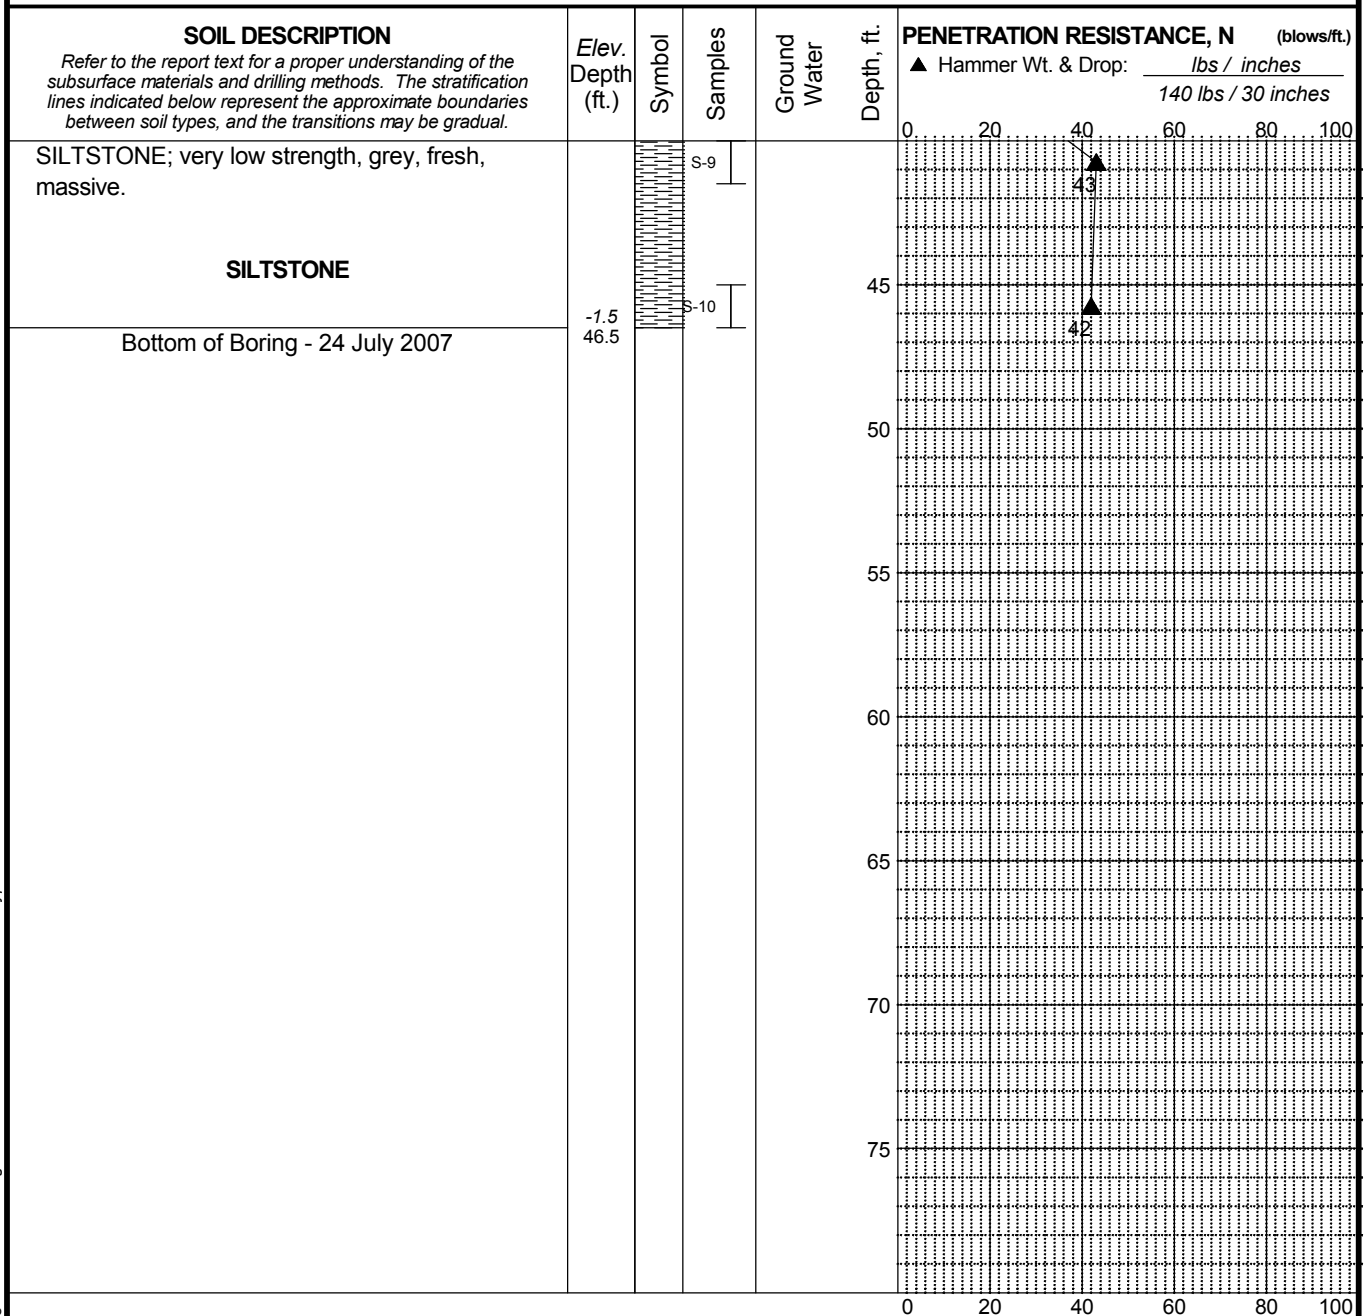 SOIL DESCRIPTION
Refer to the report text for a proper understanding of the
subsurface materials and drilling methods. The stratification
lines indicated below represent the approximate boundaries
between soil types, and the transitions may be gradual.
Elev.
Depth
(ft.)
Symbol
Samples
Ground
Water
Depth, ft.
PENETRATION RESISTANCE, N (blows/ft.)
▲ Hammer Wt. & Drop: lbs / inches
140 lbs / 30 inches
0 20 40 60 80 100
SILTSTONE; very low strength, grey, fresh,
massive.
S-9
43
SILTSTONE
45
S-10
-1.5
46.5
42
Bottom of Boring - 24 July 2007
50
55
60
65
70
75
0 20 40 60 80 100